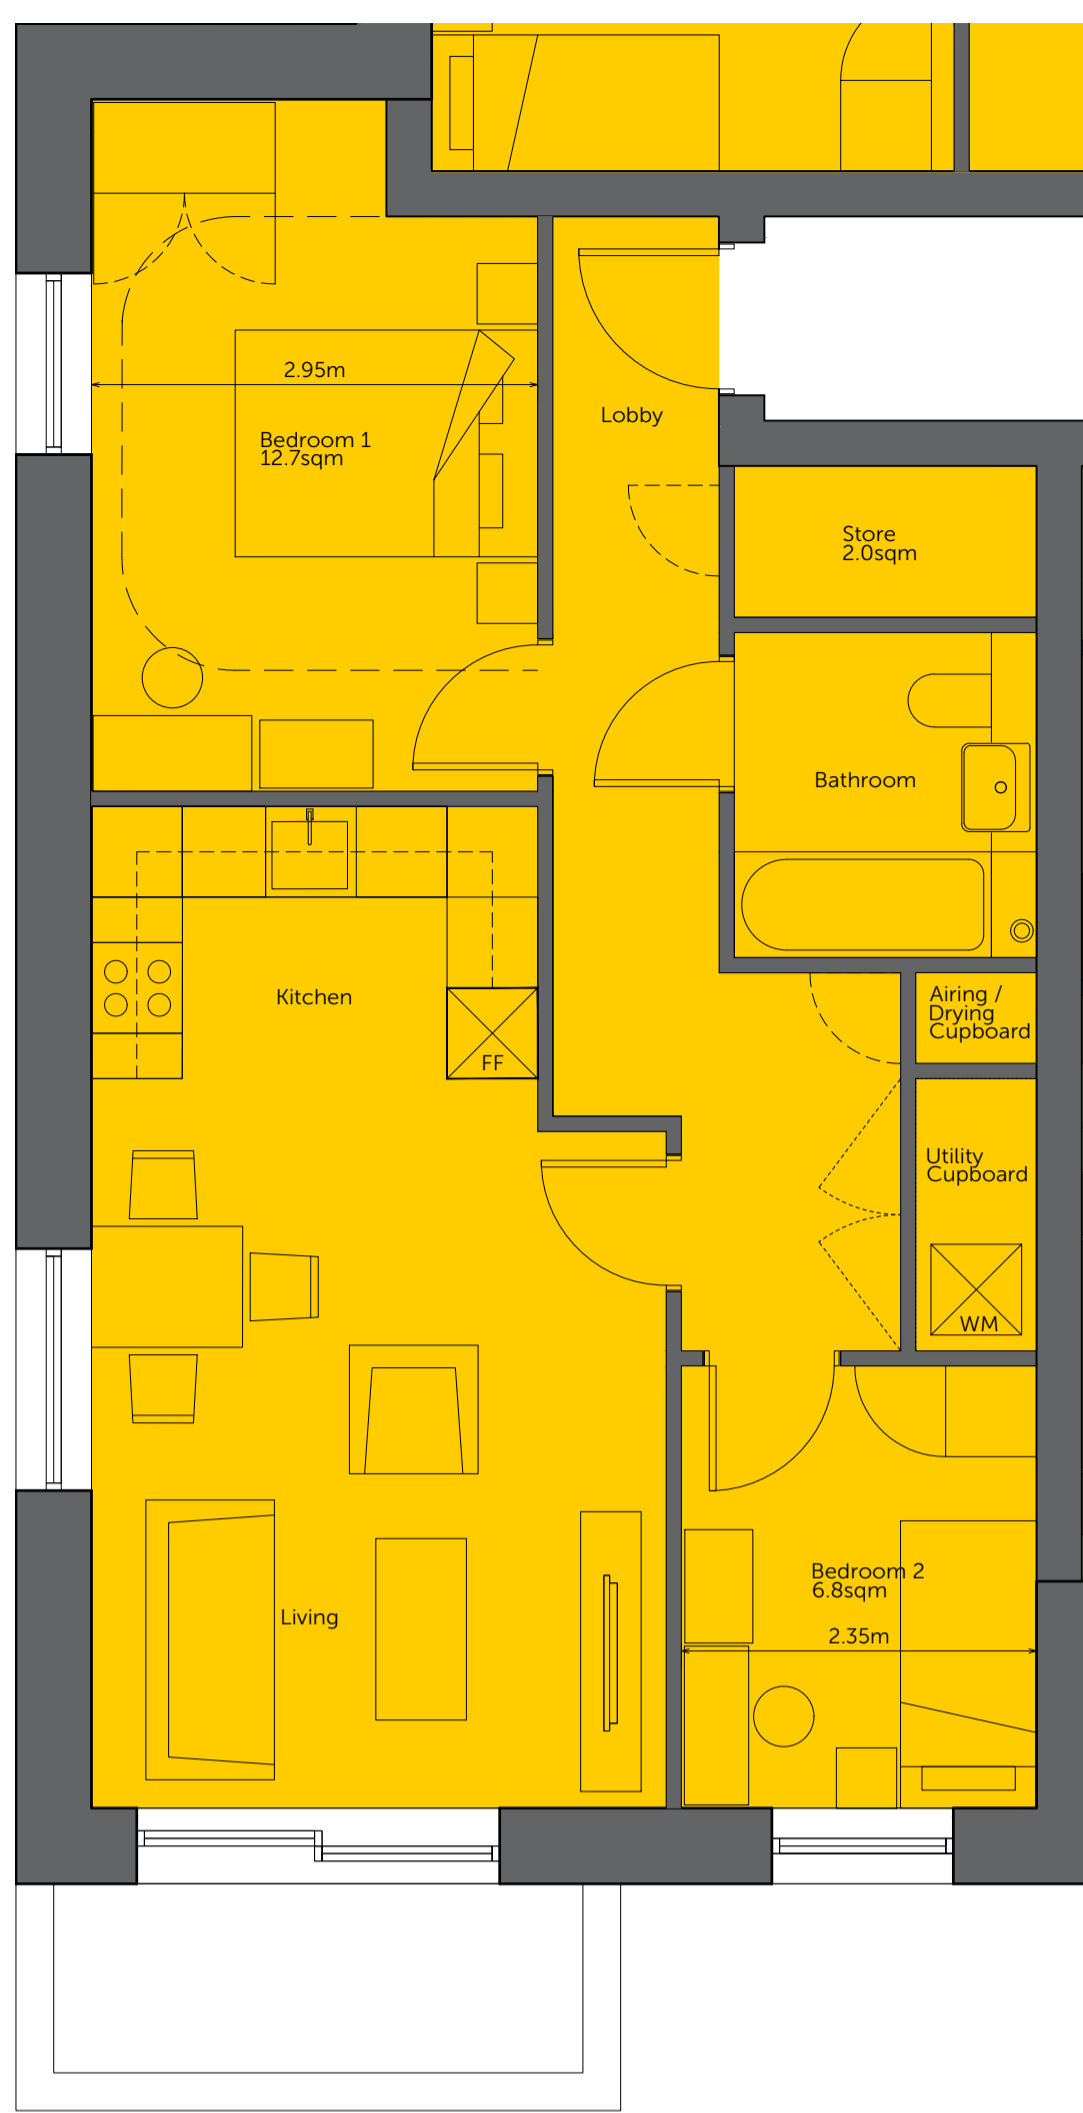 2.95m
Bedroom 1
12.7sqm
Lobby
Store
2.0sqm
Bathroom
Kitchen
FF
Airing /
Drying
Cupboard
Utility
Cupboard
WM
Bedroom 2
6.8sqm
2.35m
Living